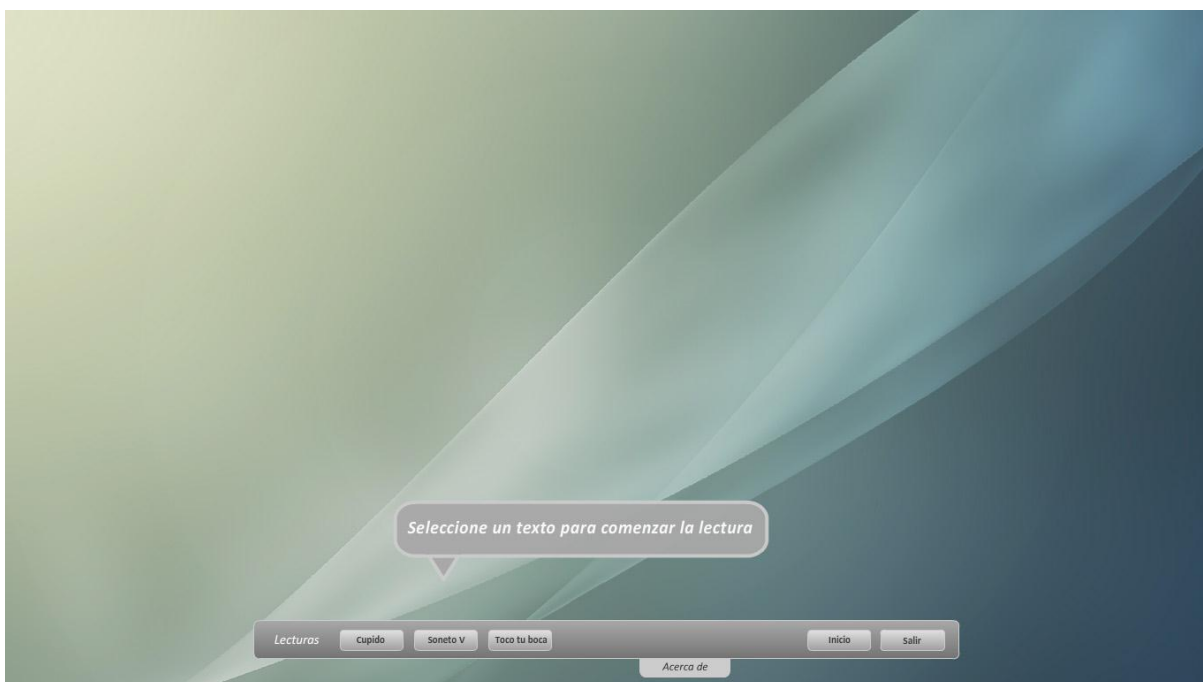 Seleccione un texto para comenzar la lectura
Lecturas Cupido Soneto V Toco tu boca Inicio Salir
Acerca de